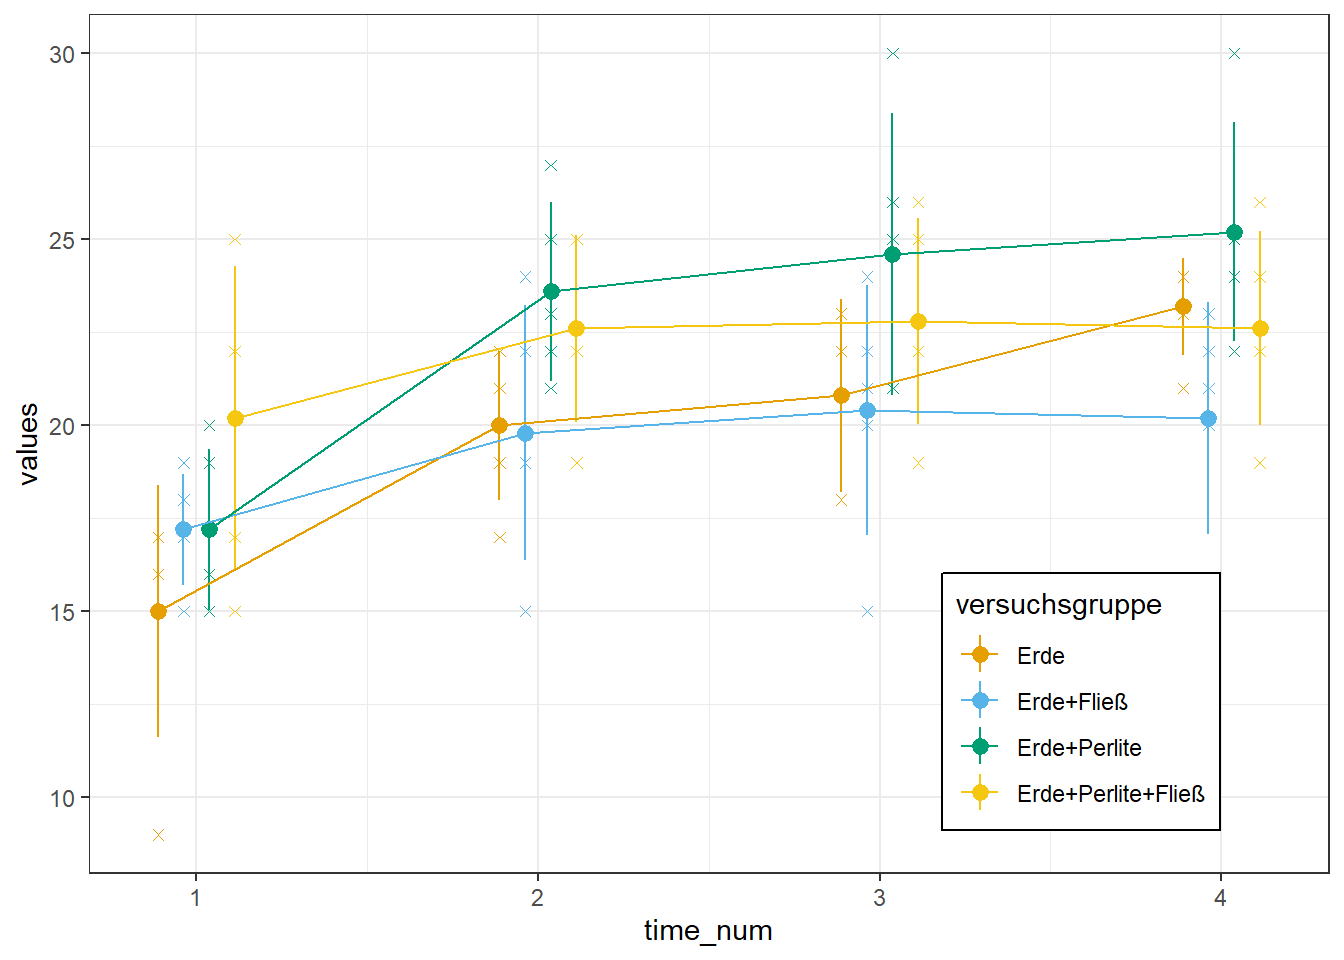 30
25
20
15
10
values
1 2 3 4
time_num
versuchsgruppe
Erde
Erde+Fließ
Erde+Perlite
Erde+Perlite+Fließ